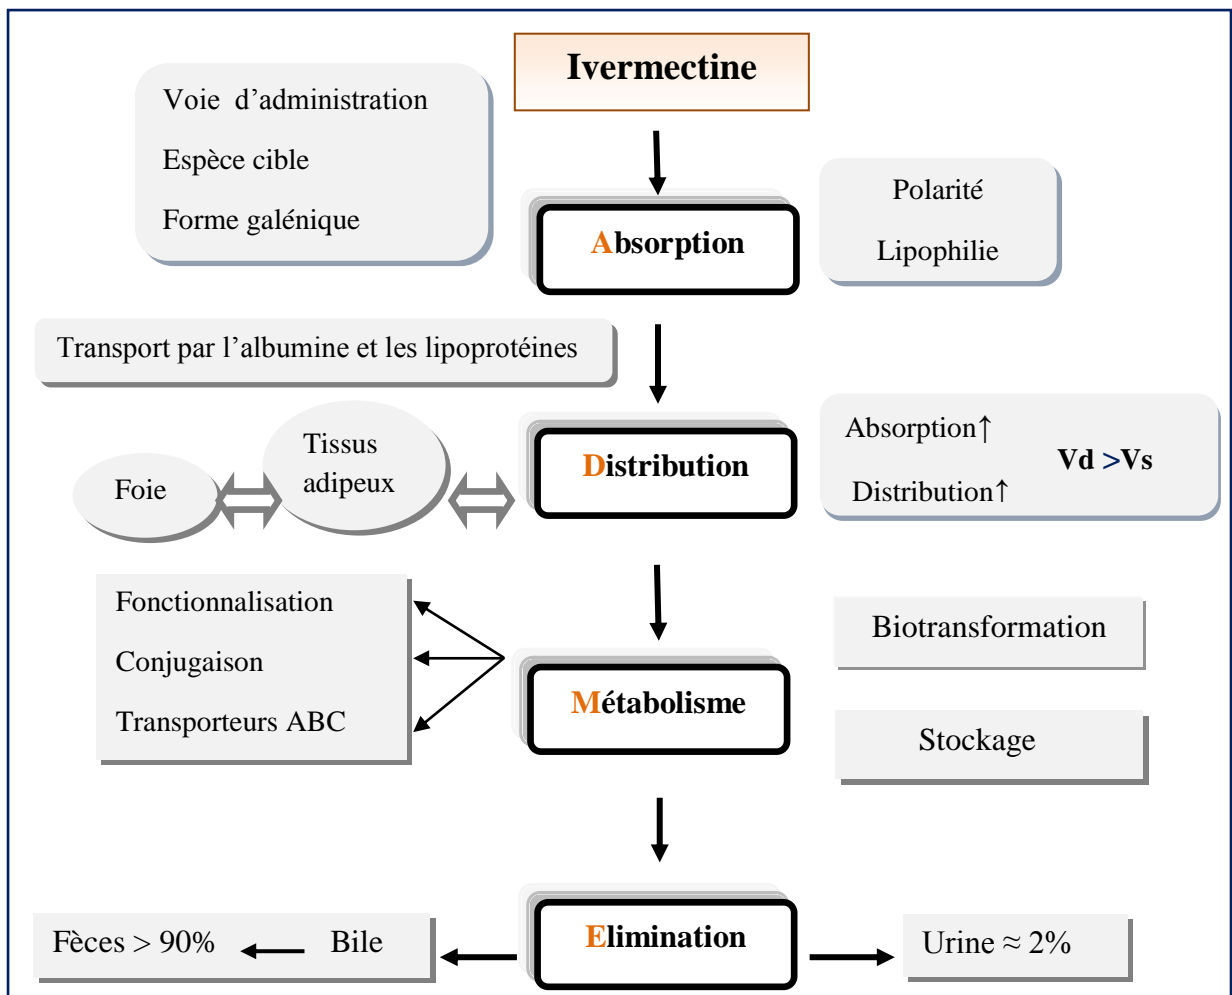 Ivermectine
Voie d’administration
Espèce cible
Forme galénique
Absorption
Polarité
Lipophilie
Transport par l’albumine et les lipoprotéines
Foie
Tissus
adipeux
Distribution
Absorption↑
Distribution↑
Vd >Vs
Fonctionnalisation
Conjugaison
Transporteurs ABC
Métabolisme
Biotransformation
Stockage
Fèces > 90%
Bile
Elimination
Urine ≈ 2%